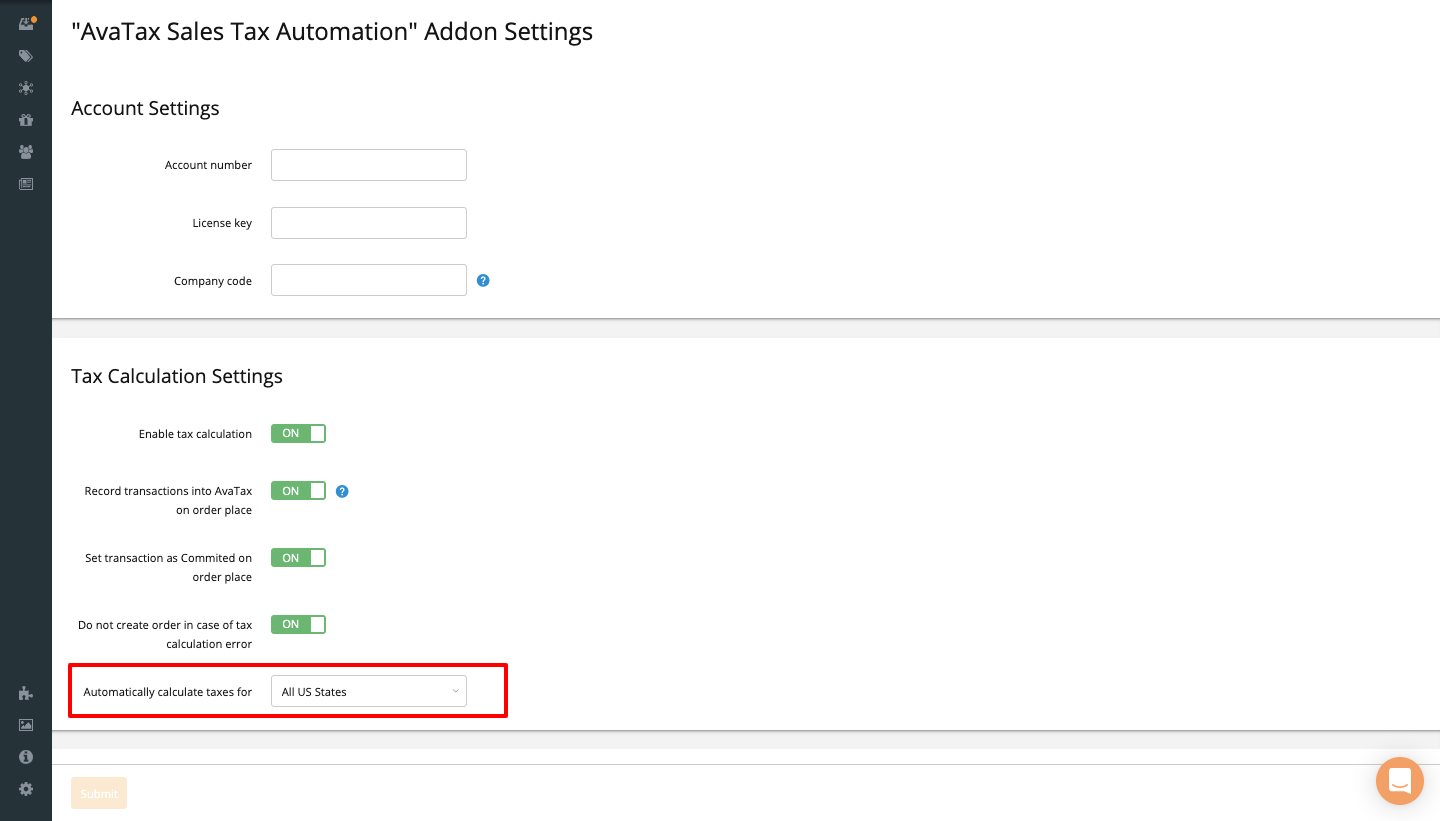 "AvaTax Sales Tax Automation" Addon Settings
Account Settings
Account number
License key
Company code
?
Tax Calculation Settings
Enable tax calculation
ON
Record transactions into AvaTax
on order place
ON
?
Set transaction as Commited on
order place
ON
Do not create order in case of tax
calculation error
ON
Automatically calculate taxes for
All US States
Submit